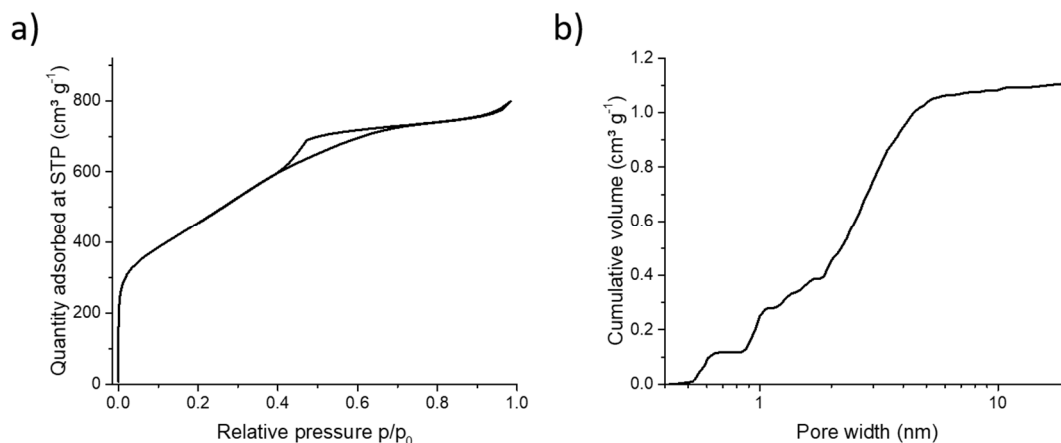 a)
Quantity adsorbed at STP (cm³ g⁻¹)
800
600
400
200
0
0.0 0.2 0.4 0.6 0.8 1.0
Relative pressure p/p₀
b)
Cumulative volume (cm³ g⁻¹)
1.2
1.0
0.8
0.6
0.4
0.2
0.0
1 10
Pore width (nm)